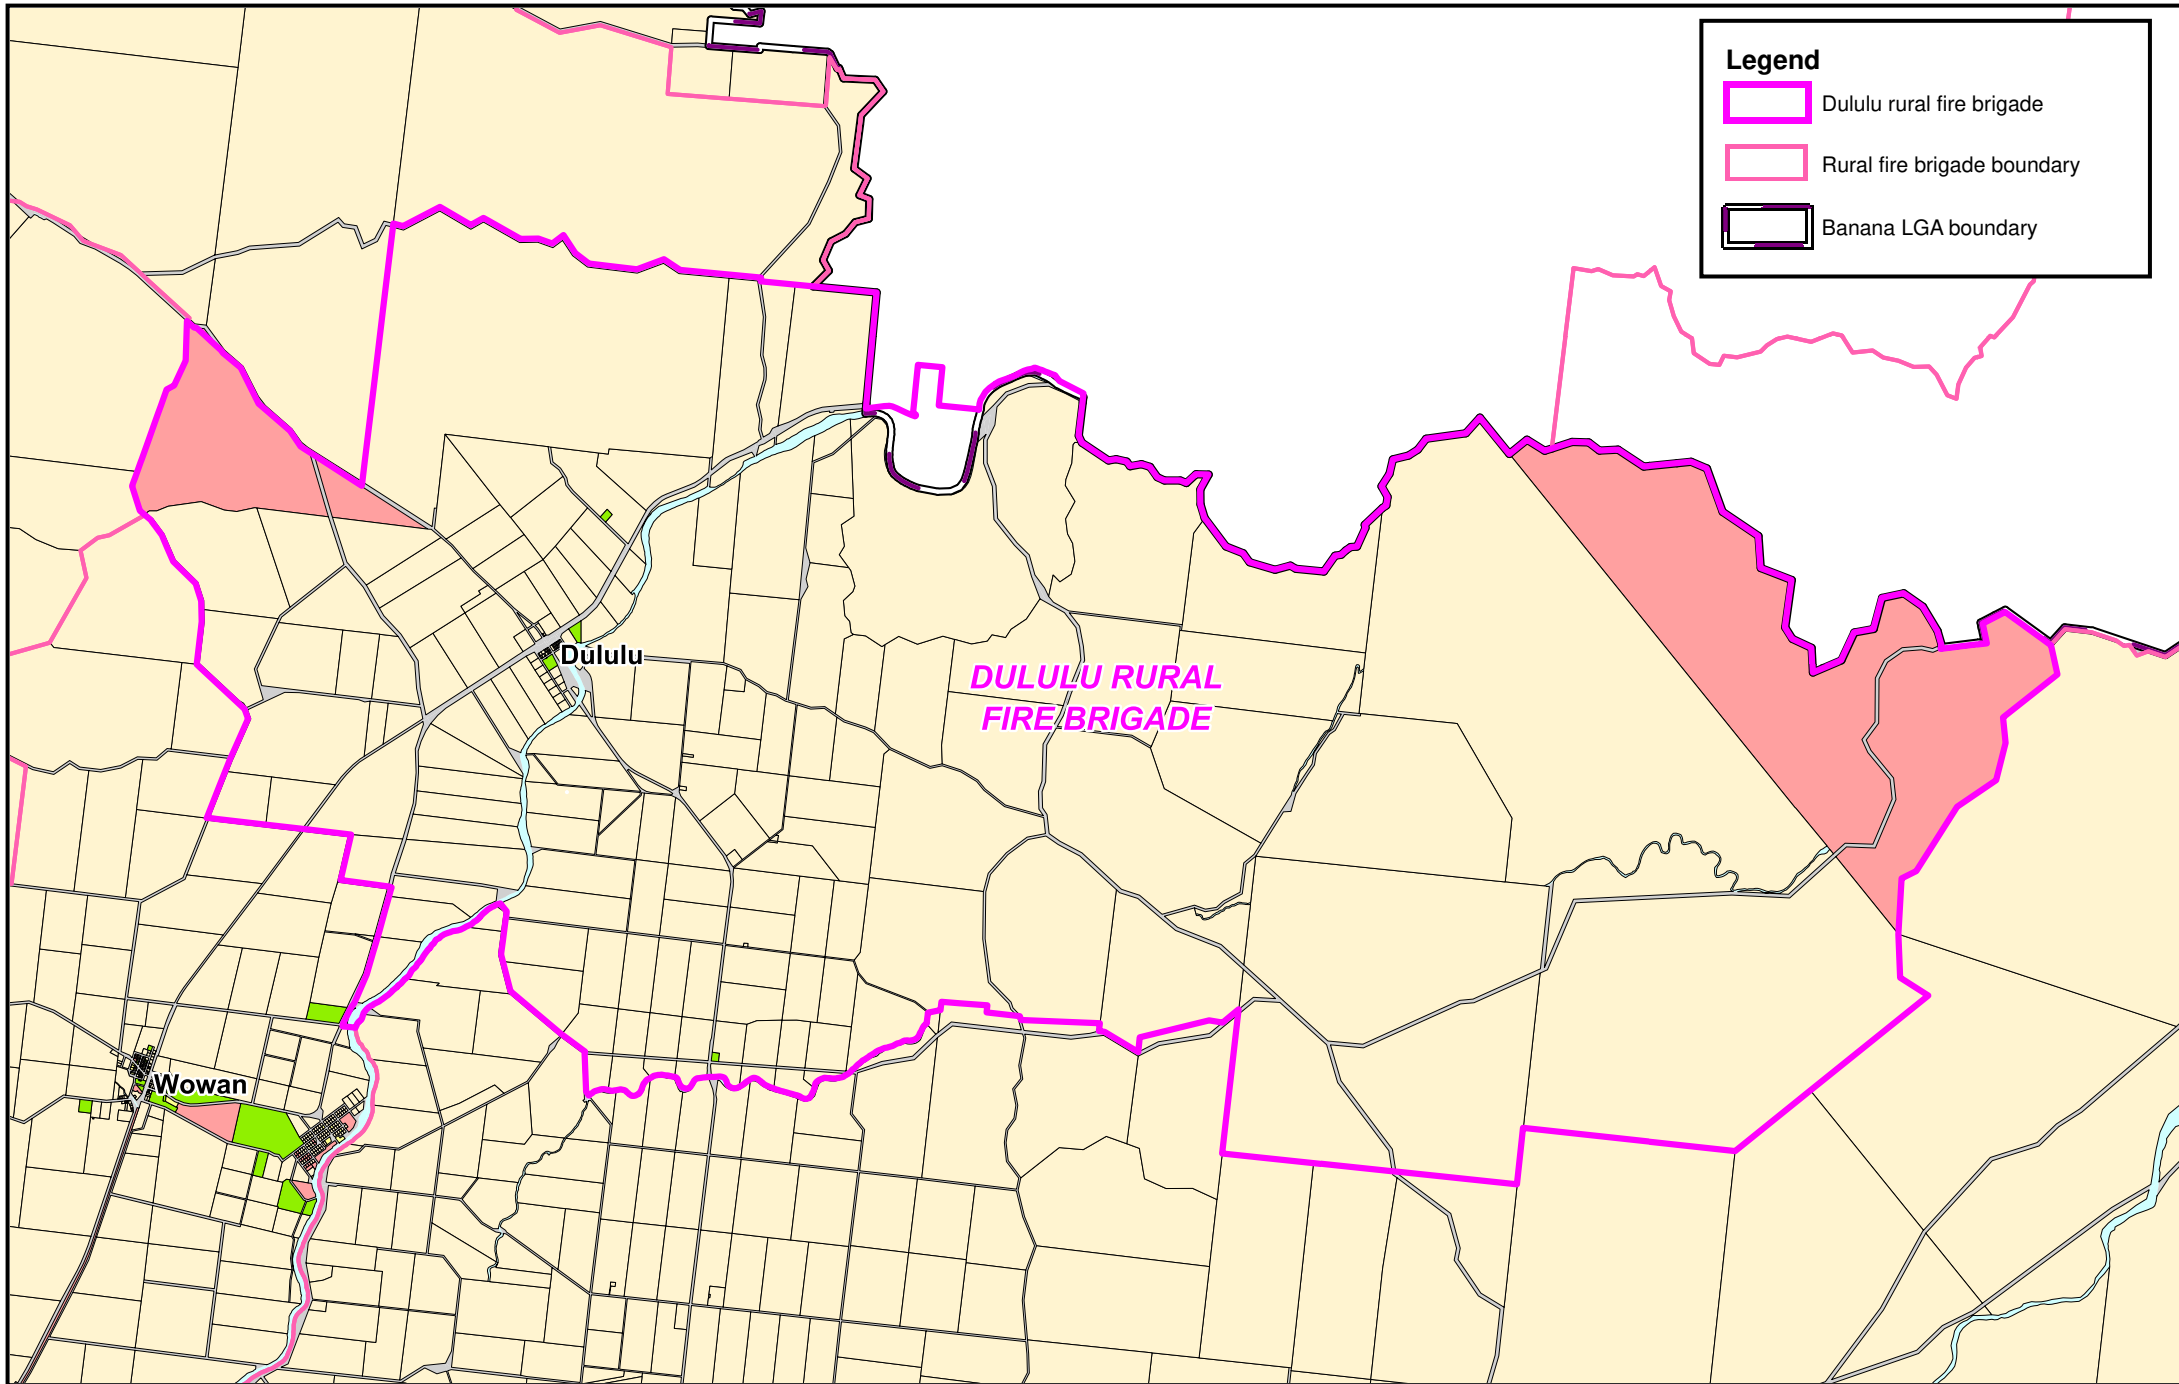 Legend
Dululu rural fire brigade
Rural fire brigade boundary
Banana LGA boundary
Dululu
DULULU RURAL
FIRE BRIGADE
Wowan